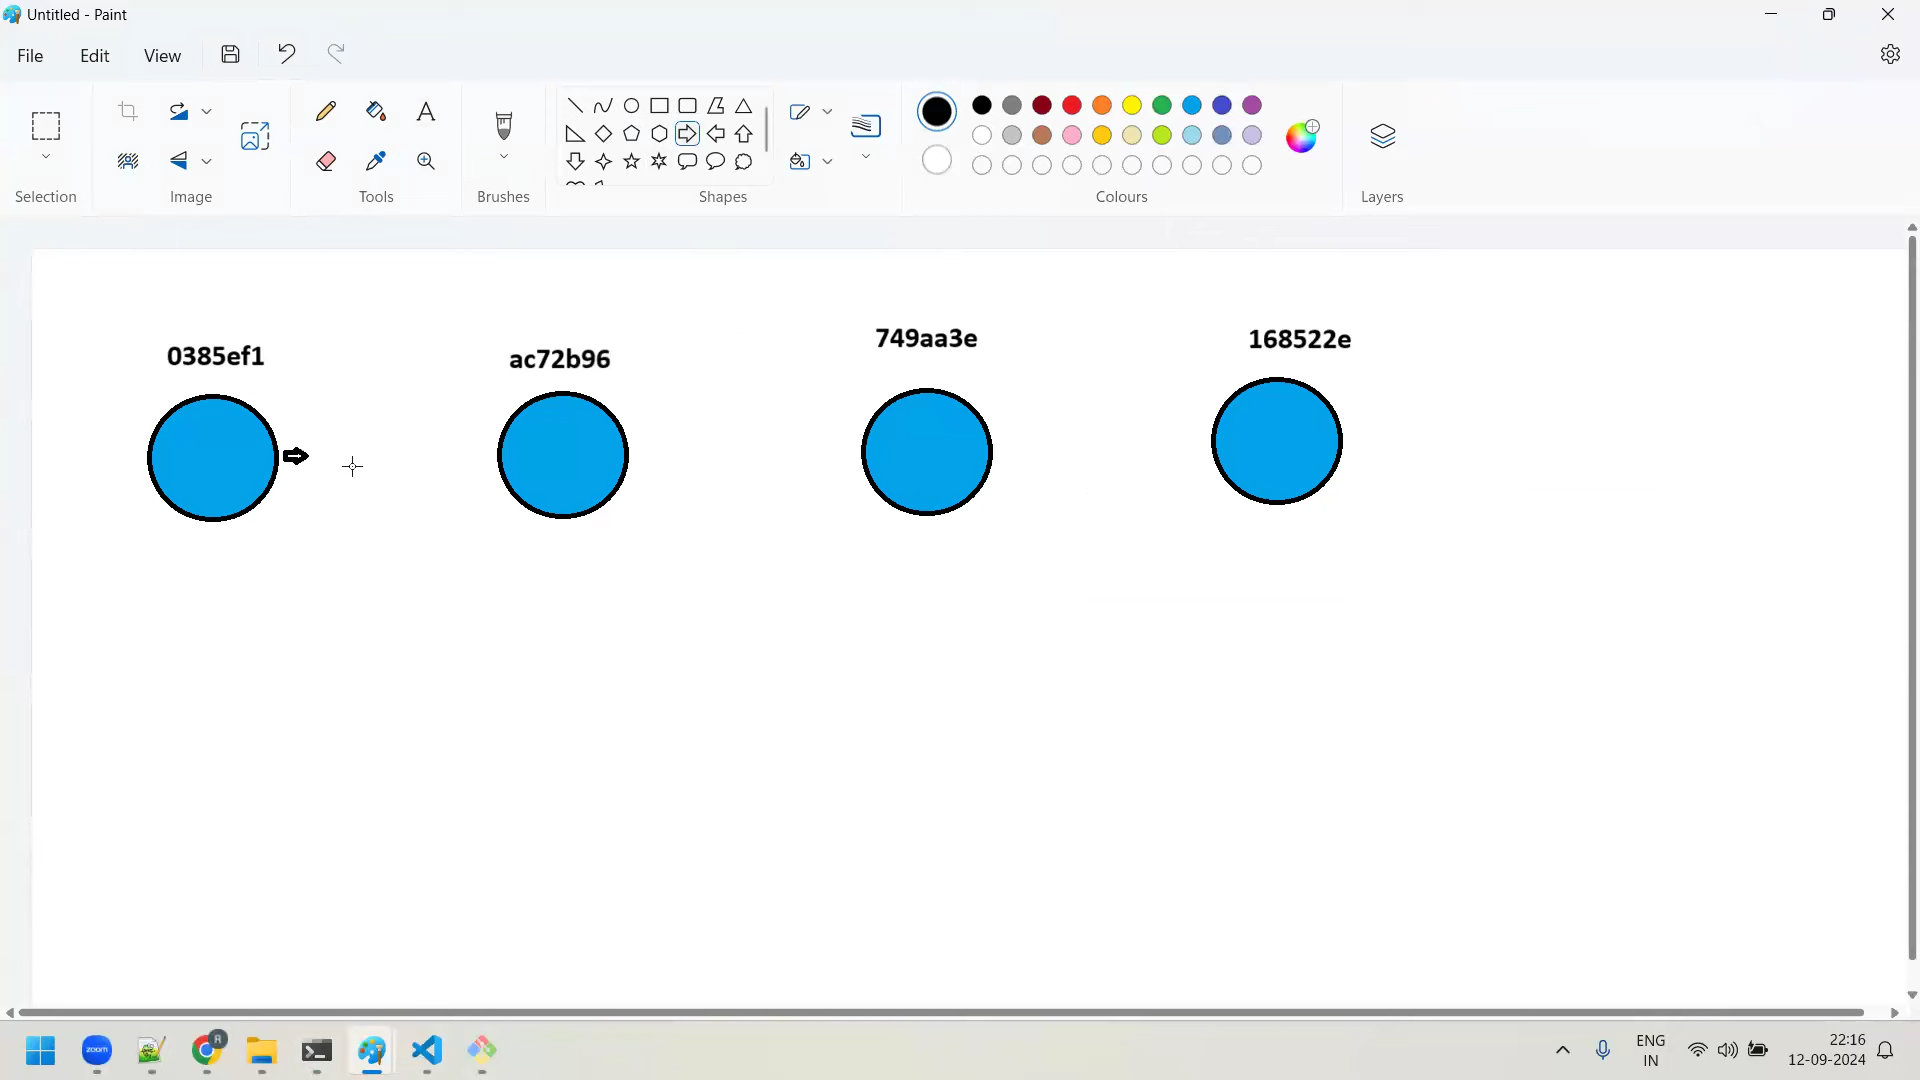 Untitled - Paint
File Edit View
Selection Image Tools Brushes Shapes Colours Layers
0385ef1 ac72b96 749aa3e 168522e
zoom R ENG 22:16
IN 12-09-2024